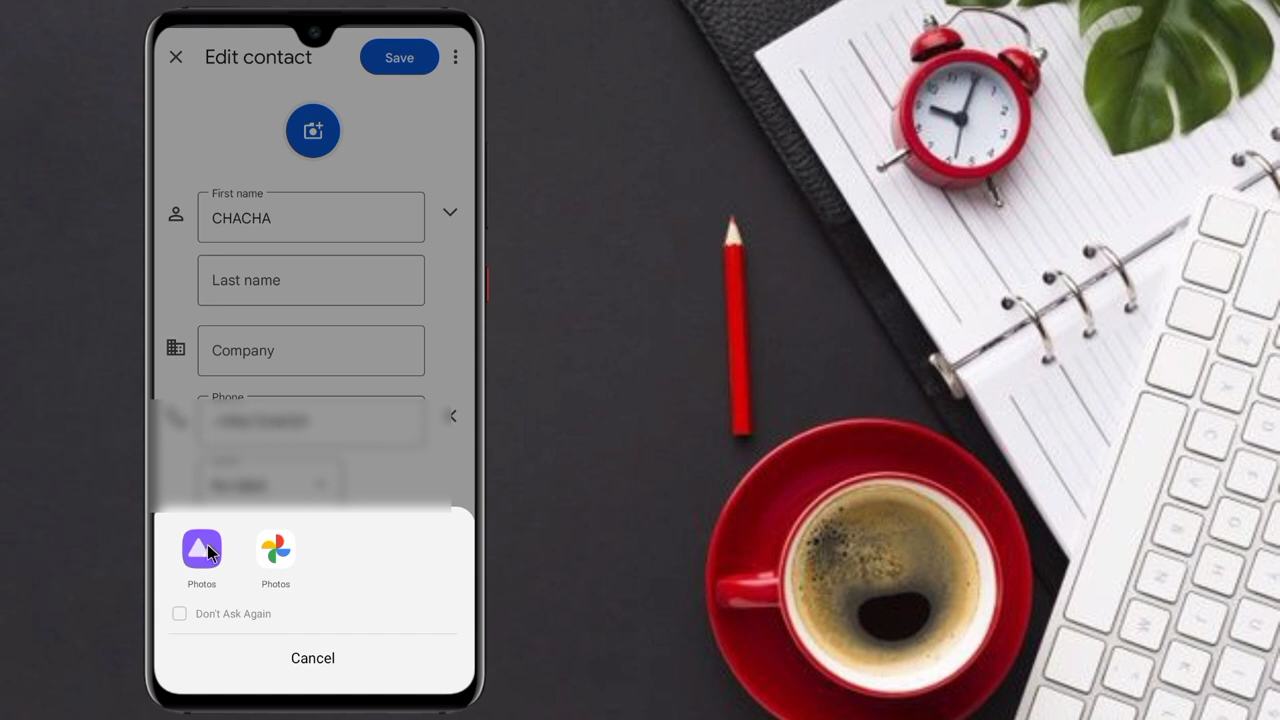 Edit contact
Save
First name
CHACHA
Last name
Company
Phone
Photos
Photos
Don't Ask Again
Cancel